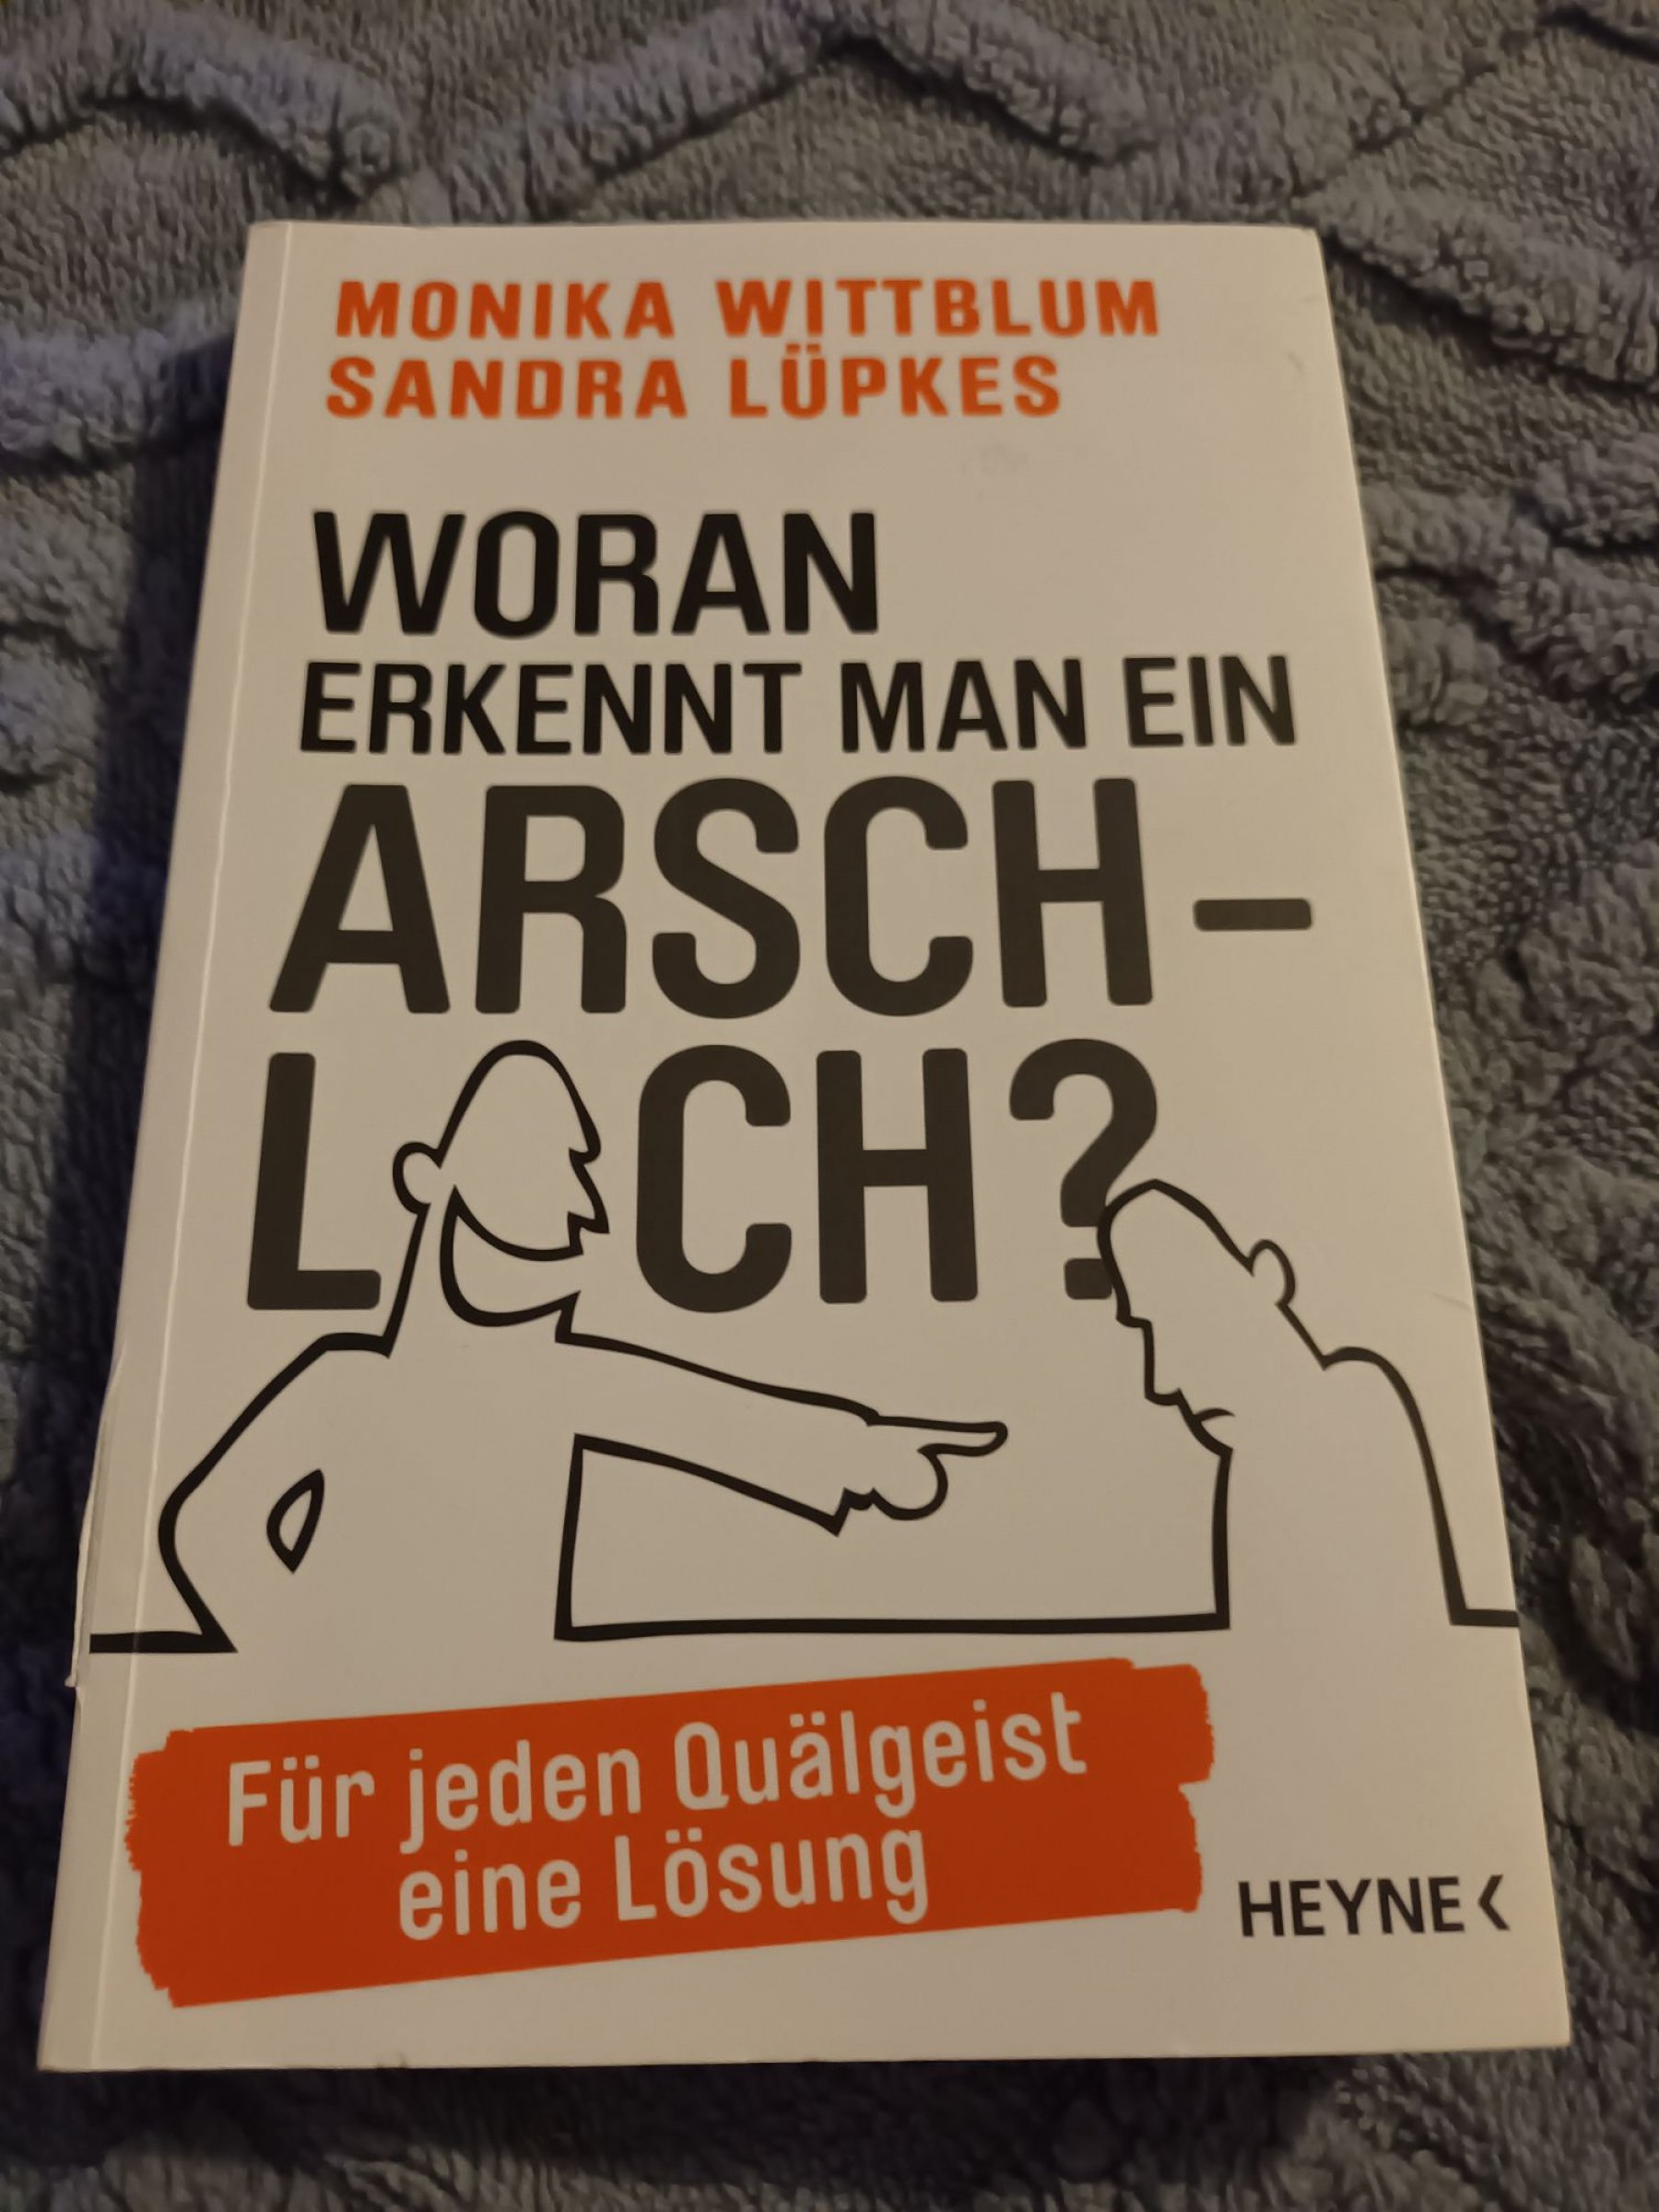 MONIKA WITTBLUM
SANDRA LÜPKES
WORAN
ERKENNT MAN EIN
ARSCH-
LOCH?
Für jeden Quälgeist
eine Lösung
HEYNE <